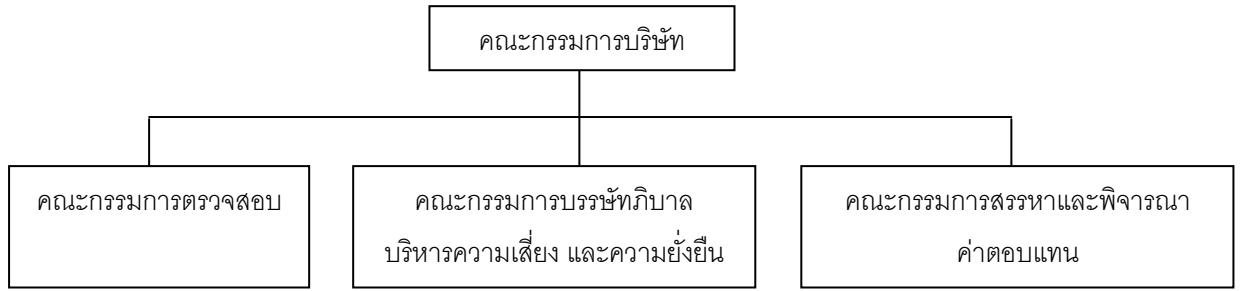 คณะกรรมการบริษัท
คณะกรรมการตรวจสอบ
คณะกรรมการบรรษัทภิบาล
บริหารความเสี่ยง และความยั่งยืน
คณะกรรมการสรรหาและพิจารณา
ค่าตอบแทน